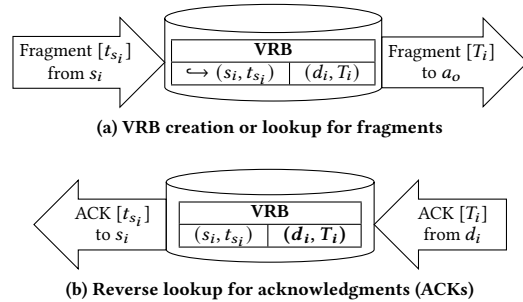 Fragment [t_{s_i}]
from s_i
VRB
↪ (s_i, t_{s_i}) (d_i, T_i)
Fragment [T_i]
to a_o
(a) VRB creation or lookup for fragments
ACK [t_{s_i}]
to s_i
VRB
(s_i, t_{s_i}) (d_i, T_i)
ACK [T_i]
from d_i
(b) Reverse lookup for acknowledgments (ACKs)